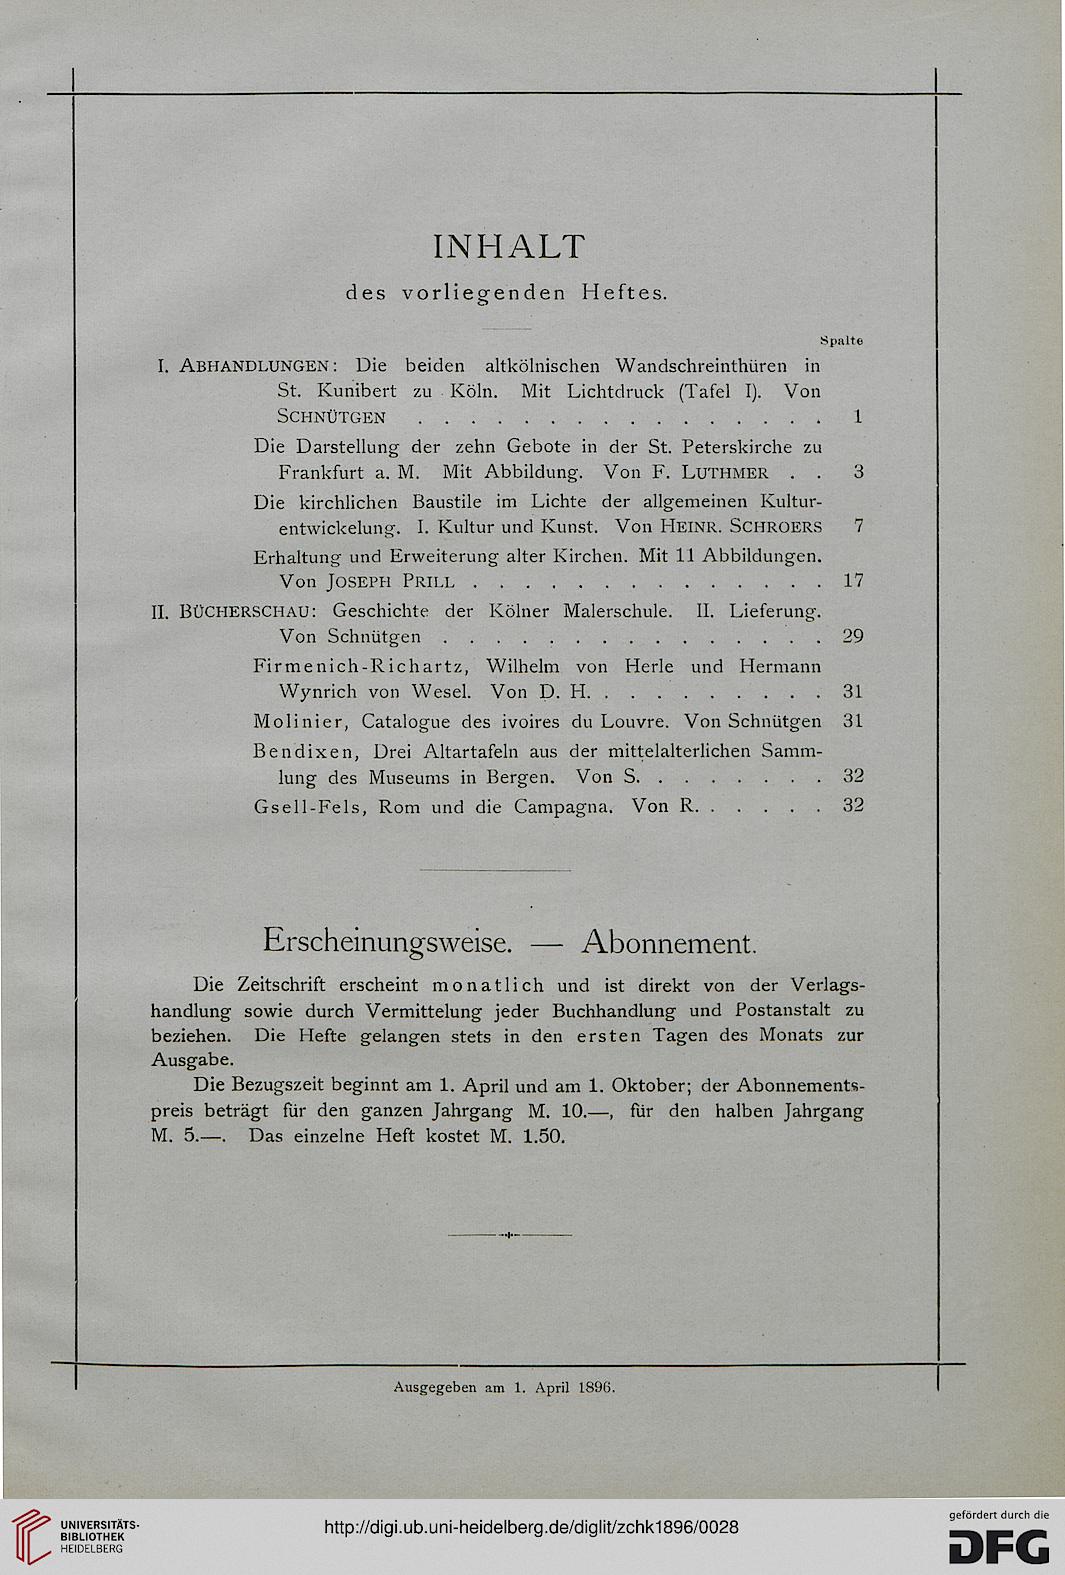 INHALT
des vorliegenden Heftes.
Spalte
I. ABHANDLUNGEN: Die beiden altkölnischen Wandschreinthüren in
St. Kunibert zu Köln. Mit Lichtdruck (Tafel I). Von
SCHNÜTGEN . . . . . . . . . . . . . . . . 1
Die Darstellung der zehn Gebote in der St. Peterskirche zu
Frankfurt a. M. Mit Abbildung. Von F. LUTHMER . . 3
Die kirchlichen Baustile im Lichte der allgemeinen Kultur-
entwickelung. I. Kultur und Kunst. Von HEINR. SCHROERS 7
Erhaltung und Erweiterung alter Kirchen. Mit 11 Abbildungen.
Von JOSEPH PRILL . . . . . . . . . . . . . . 17
II. BÜCHERSCHAU: Geschichte der Kölner Malerschule. II. Lieferung.
Von Schnütgen . . . . . . . . . . . . . . . 29
Firmenich-Richartz, Wilhelm von Herle und Hermann
Wynrich von Wesel. Von D. H. . . . . . . . . . 31
Molinier, Catalogue des ivoires du Louvre. Von Schnütgen 31
Bendixen, Drei Altartafeln aus der mittelalterlichen Samm-
lung des Museums in Bergen. Von S. . . . . . . . 32
Gsell-Fels, Rom und die Campagna. Von R. . . . . . 32
Erscheinungsweise. — Abonnement.
Die Zeitschrift erscheint monatlich und ist direkt von der Verlags-
handlung sowie durch Vermittelung jeder Buchhandlung und Postanstalt zu
beziehen. Die Hefte gelangen stets in den ersten Tagen des Monats zur
Ausgabe.
Die Bezugszeit beginnt am 1. April und am 1. Oktober; der Abonnements-
preis beträgt für den ganzen Jahrgang M. 10.—, für den halben Jahrgang
M. 5.—. Das einzelne Heft kostet M. 1.50.
Ausgegeben am 1. April 1896.
UNIVERSITÄTS-
BIBLIOTHEK
HEIDELBERG
http://digi.ub.uni-heidelberg.de/diglit/zchk1896/0028
gefördert durch die
DFG